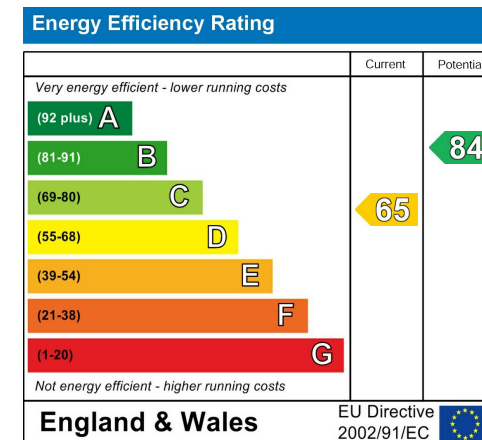 Energy Efficiency Rating
Current Potentia
Very energy efficient - lower running costs
(92 plus) A
(81-91) B
84
(69-80) C
65
(55-68) D
(39-54) E
(21-38) F
(1-20) G
Not energy efficient - higher running costs
England & Wales
EU Directive
2002/91/EC